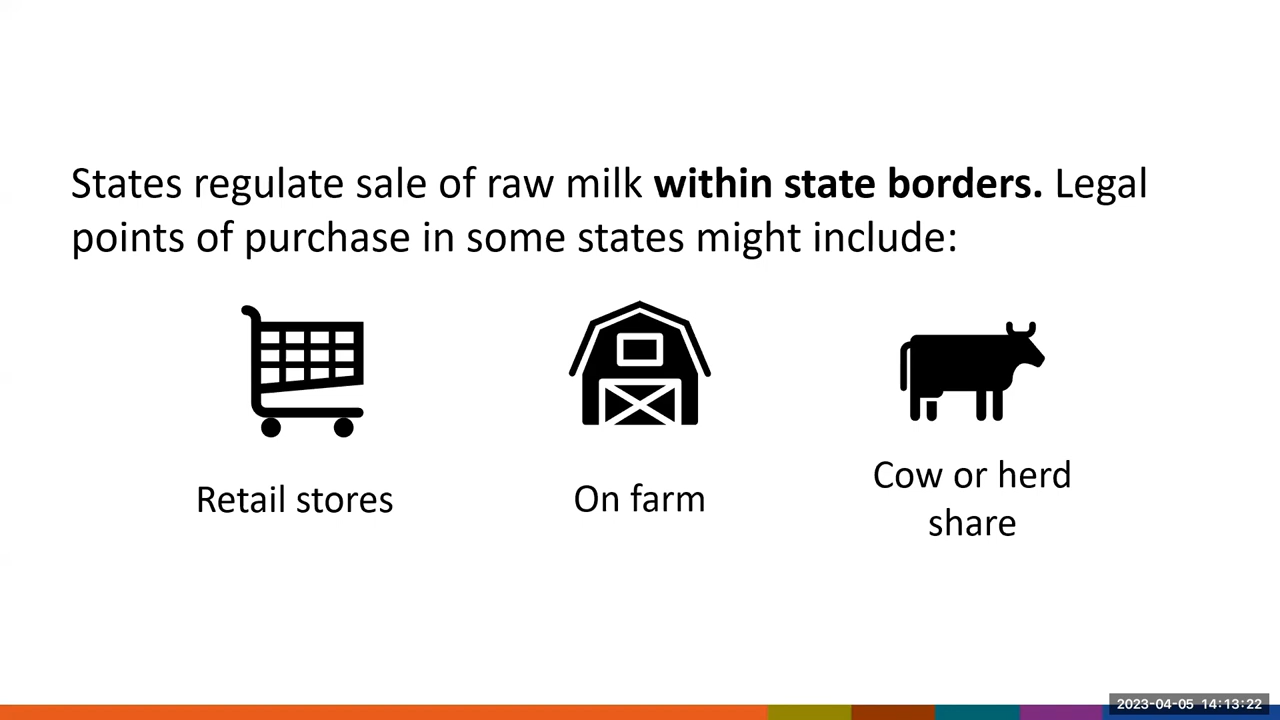 States regulate sale of raw milk within state borders. Legal
points of purchase in some states might include:
Retail stores
On farm
Cow or herd
share
2023-04-05 14:13:22